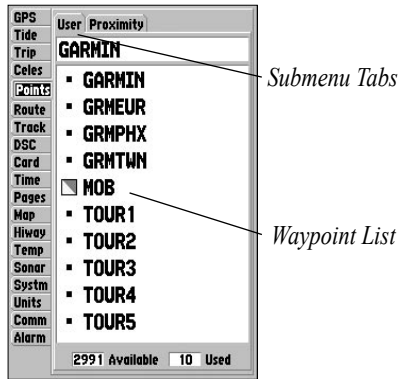 GPS
Tide
Trip
Celes
Points
Route
Track
DSC
Card
Time
Pages
Map
Hiway
Temp
Sonar
Systm
Units
Comm
Alarm
User Proximity
GARMIN
GARMIN
GRMEUR
GRMPHX
GRMTWN
MOB
TOUR1
TOUR2
TOUR3
TOUR4
TOUR5
2991 Available 10 Used
Submenu Tabs
Waypoint List